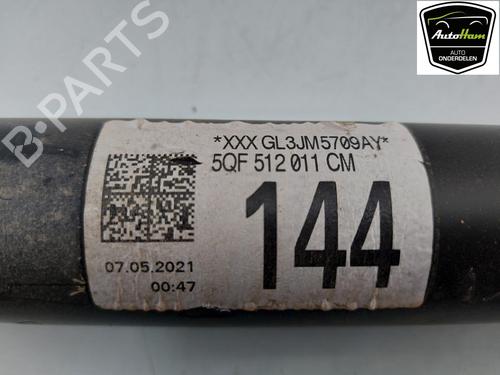 AutoHam
AUTO
ONDERDELEN
B-PARTS
*XXX GL3JM5709AY*
5QF 512 011 CM
144
07.05.2021
00:47